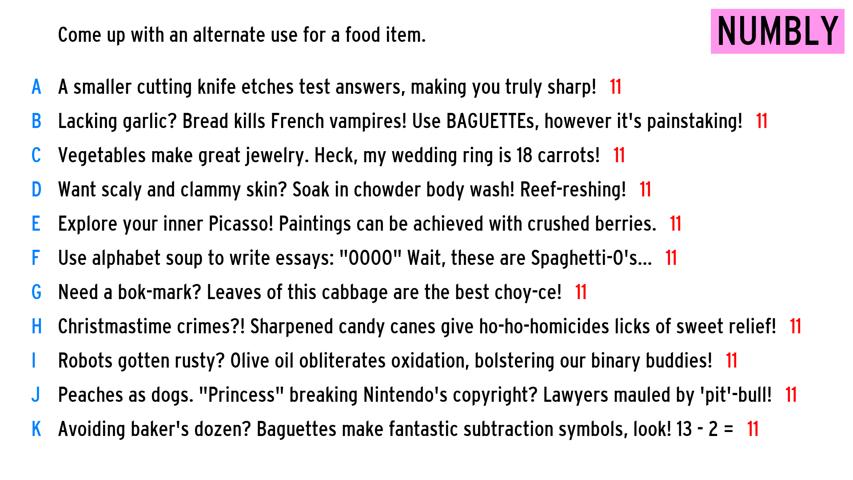 Come up with an alternate use for a food item.
NUMBLY
A A smaller cutting knife etches test answers, making you truly sharp! 11
B Lacking garlic? Bread kills French vampires! Use BAGUETTEs, however it's painstaking! 11
C Vegetables make great jewelry. Heck, my wedding ring is 18 carrots! 11
D Want scaly and clammy skin? Soak in chowder body wash! Reef-reshing! 11
E Explore your inner Picasso! Paintings can be achieved with crushed berries. 11
F Use alphabet soup to write essays: "OOOO" Wait, these are Spaghetti-O's... 11
G Need a bok-mark? Leaves of this cabbage are the best choy-ce! 11
H Christmastime crimes?! Sharpened candy canes give ho-ho-homicides licks of sweet relief! 11
I Robots gotten rusty? Olive oil obliterates oxidation, bolstering our binary buddies! 11
J Peaches as dogs. "Princess" breaking Nintendo's copyright? Lawyers mauled by 'pit'-bull! 11
K Avoiding baker's dozen? Baguettes make fantastic subtraction symbols, look! 13 - 2 = 11